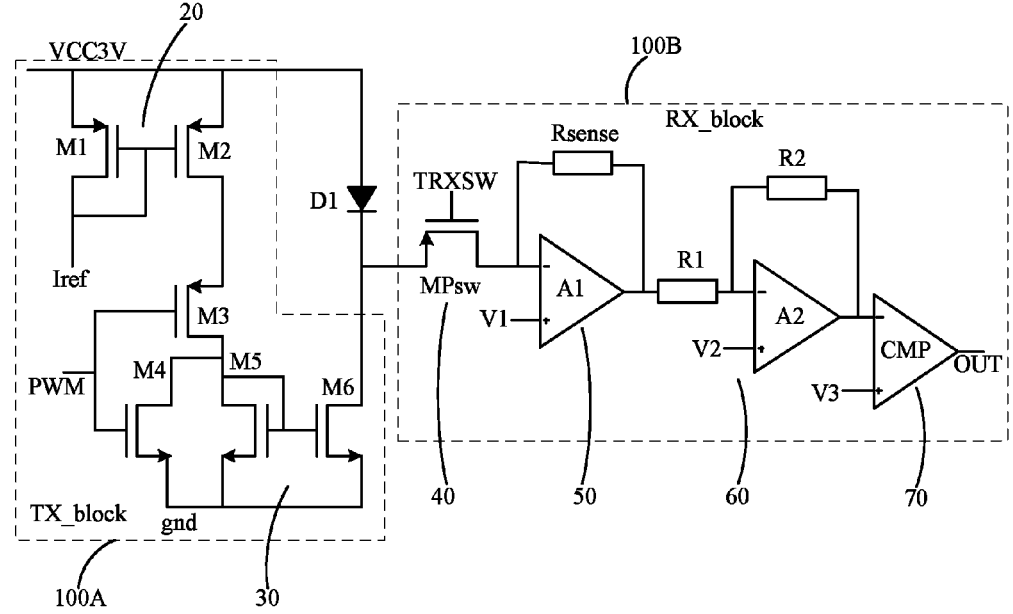 20
VCC3V
100B
RX_block
M1
M2
Rsense
R2
TRXSW
D1
Iref
MPsw
-
A1
R1
-
M3
V1
+
A2
-
PWM
M4
M5
M6
V2
+
CMP
OUT
V3
+
TX_block
gnd
40
50
60
70
100A
30